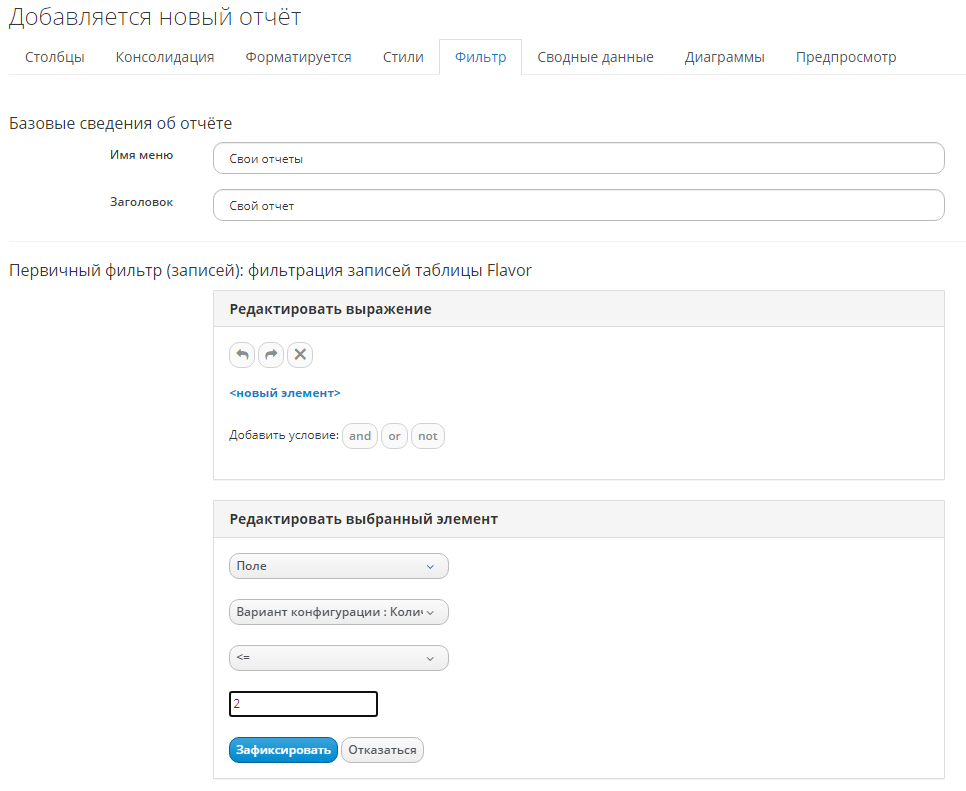 Добавляется новый отчёт
Столбцы Консолидация Форматируется Стили Фильтр Сводные данные Диаграммы Предпросмотр
Базовые сведения об отчёте
Имя меню Свои отчеты
Заголовок Свой отчет
Первичный фильтр (записей): фильтрация записей таблицы Flavor
Редактировать выражение
<новый элемент>
Добавить условие: and or not
Редактировать выбранный элемент
Поле
Вариант конфигурации : Колич
<=
2
Зафиксировать Отказаться